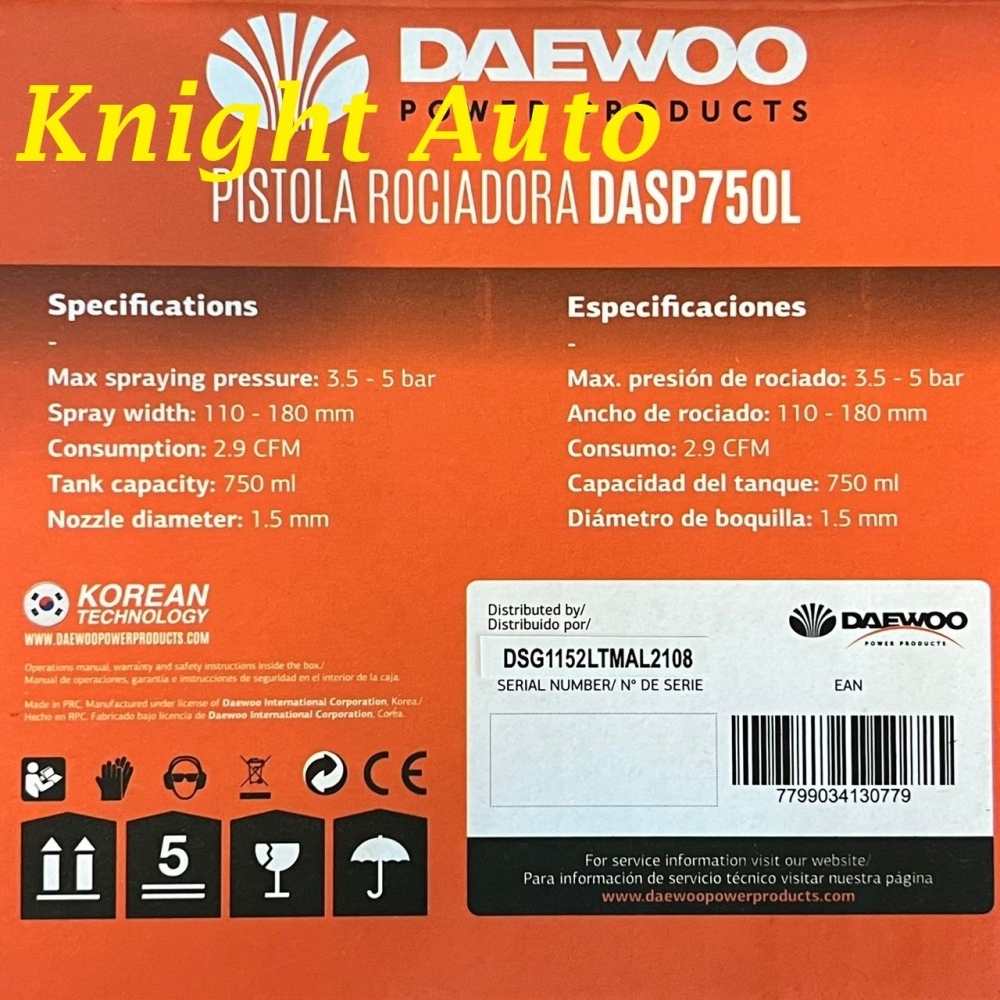 DAEWOO
POWER PRODUCTS
Knight Auto
PISTOLA ROCIADORA DASP750L
Specifications
-
Max spraying pressure: 3.5 - 5 bar
Spray width: 110 - 180 mm
Consumption: 2.9 CFM
Tank capacity: 750 ml
Nozzle diameter: 1.5 mm
Especificaciones
-
Max. presión de rociado: 3.5 - 5 bar
Ancho de rociado: 110 - 180 mm
Consumo: 2.9 CFM
Capacidad del tanque: 750 ml
Diámetro de boquilla: 1.5 mm
KOREAN
TECHNOLOGY
WWW.DAEWOOPOWERPRODUCTS.COM
Operations manual, warranty and safety instructions inside the box./
Manual de operaciones, garantía e instrucciones de seguridad en el interior de la caja.
Made in PRC. Manufactured under license of Daewoo International Corporation, Korea./
Hecho en RPC. Fabricado bajo licencia de Daewoo International Corporation, Corea.
CE
5
Distributed by/
Distribuido por/
DAEWOO
POWER PRODUCTS
DSG1152LTMAL2108
SERIAL NUMBER/ Nº DE SERIE
EAN
7799034130779
For service information visit our website/
Para información de servicio técnico visitar nuestra página
www.daewoopowerproducts.com